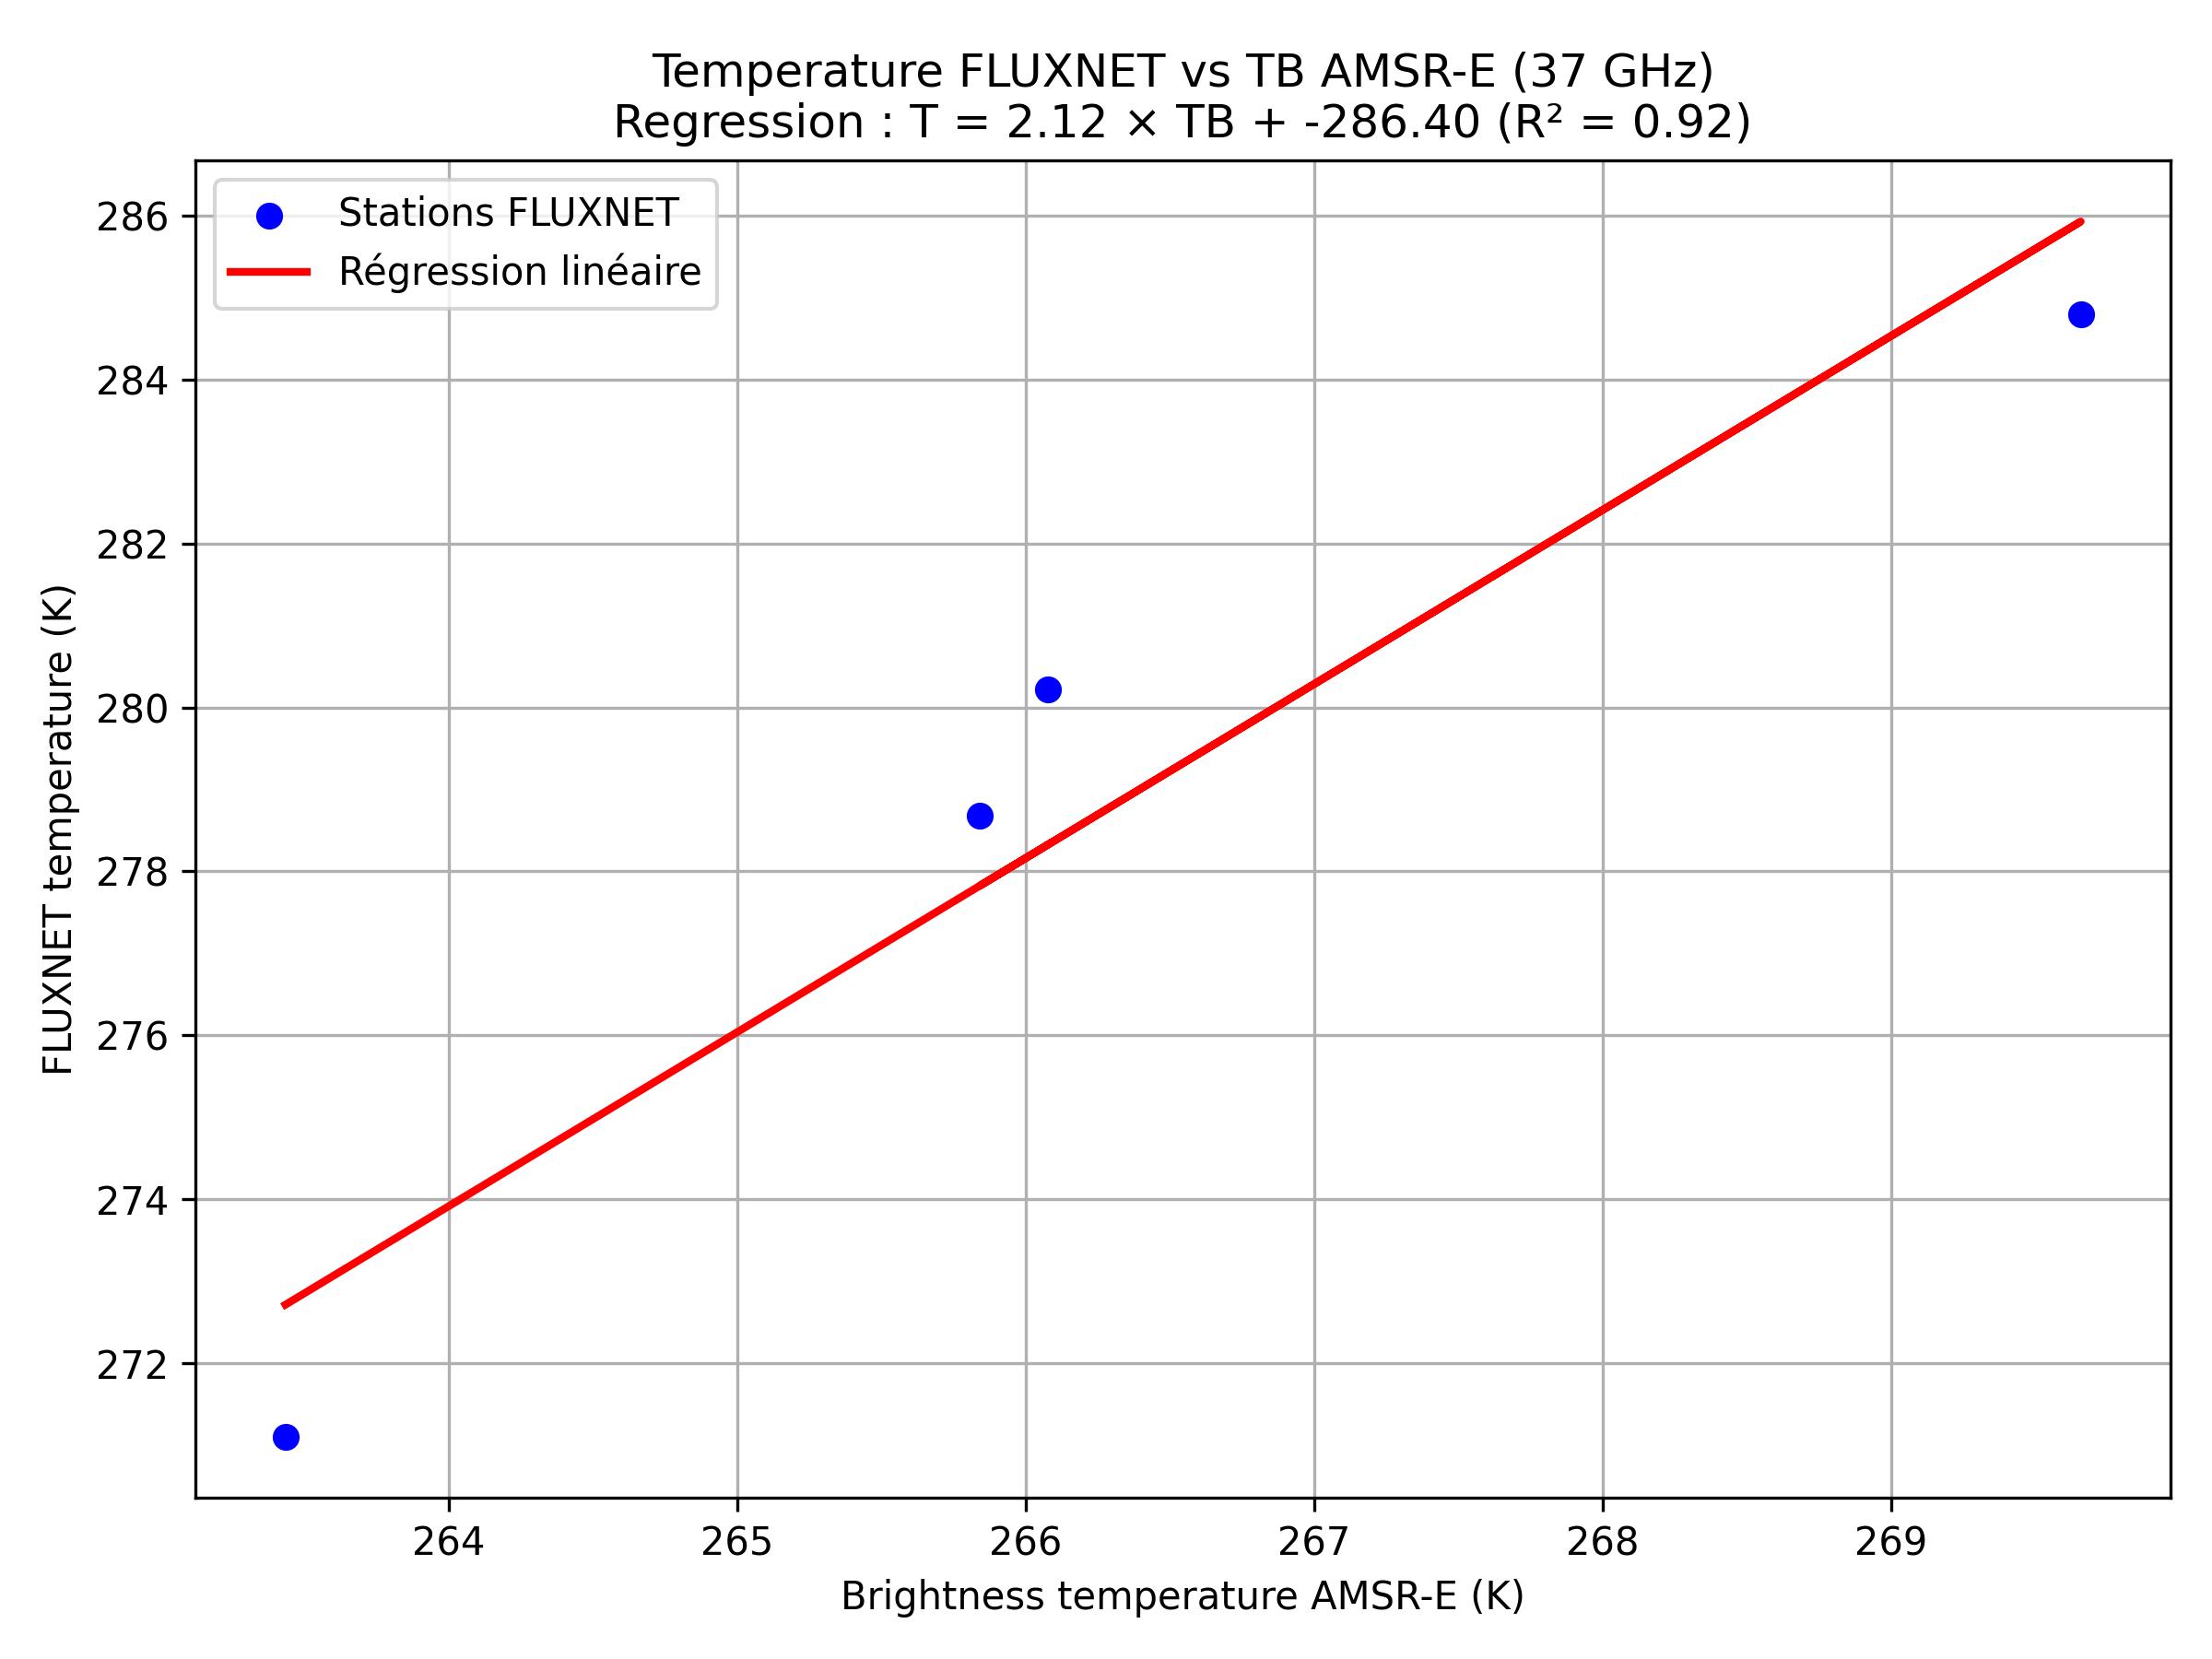 Temperature FLUXNET vs TB AMSR-E (37 GHz)
Regression : T = 2.12 × TB + -286.40 (R² = 0.92)
Stations FLUXNET
Régression linéaire
286
284
282
280
278
276
274
272
FLUXNET temperature (K)
264 265 266 267 268 269
Brightness temperature AMSR-E (K)